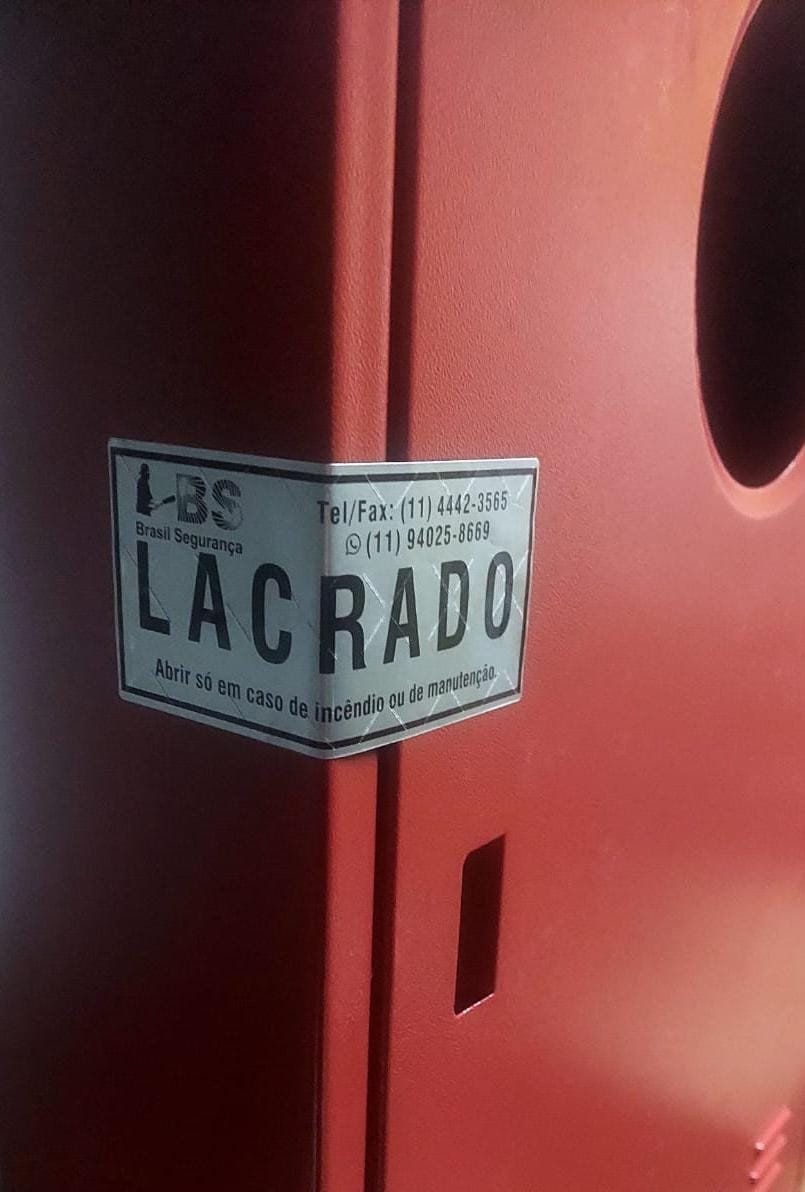 BS
Brasil Segurança
Tel/Fax: (11) 4442-3565
(11) 94025-8669
LACRADO
Abrir só em caso de incêndio ou de manutenção.